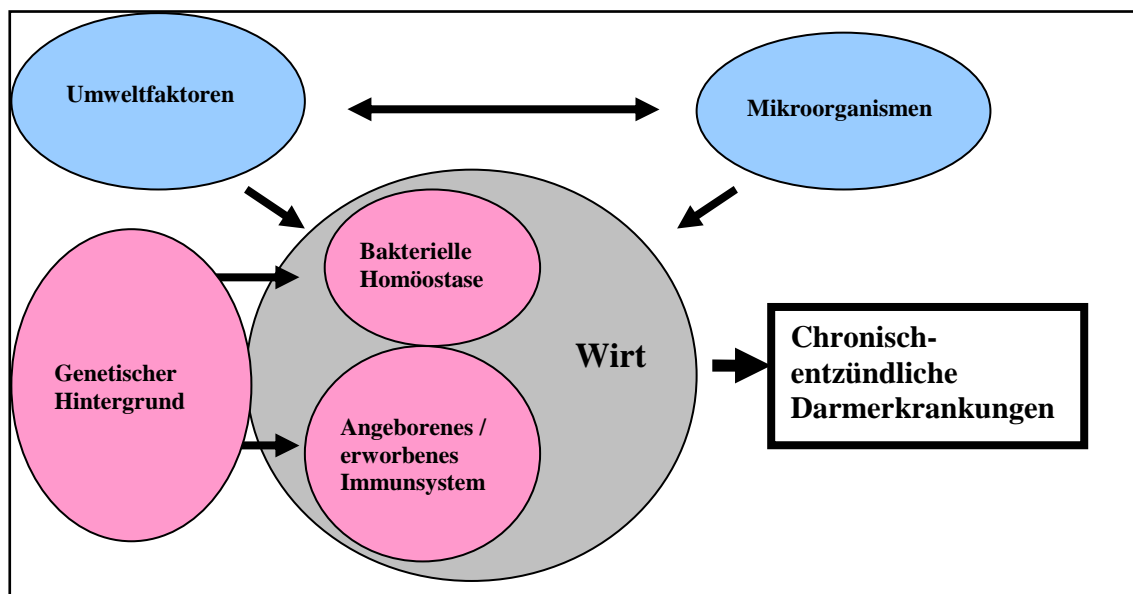 Umweltfaktoren
Mikroorganismen
Bakterielle
Homöostase
Wirt
Genetischer
Hintergrund
Angeborenes /
erworbenes
Immunsystem
Chronisch-
entzündliche
Darmerkrankungen